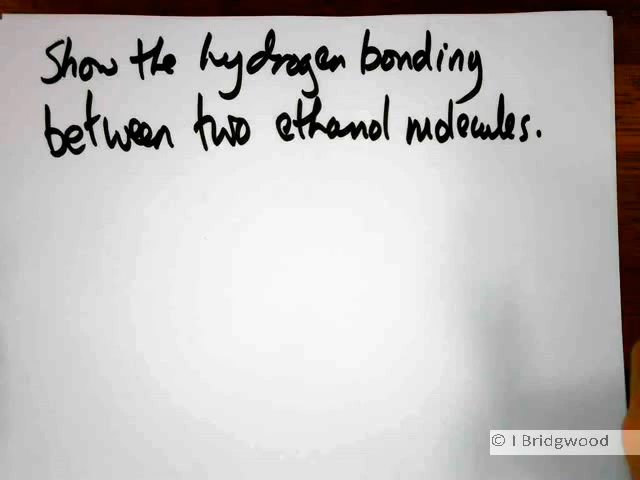 Show the hydrogen bonding
between two ethanol molecules.
© I Bridgwood